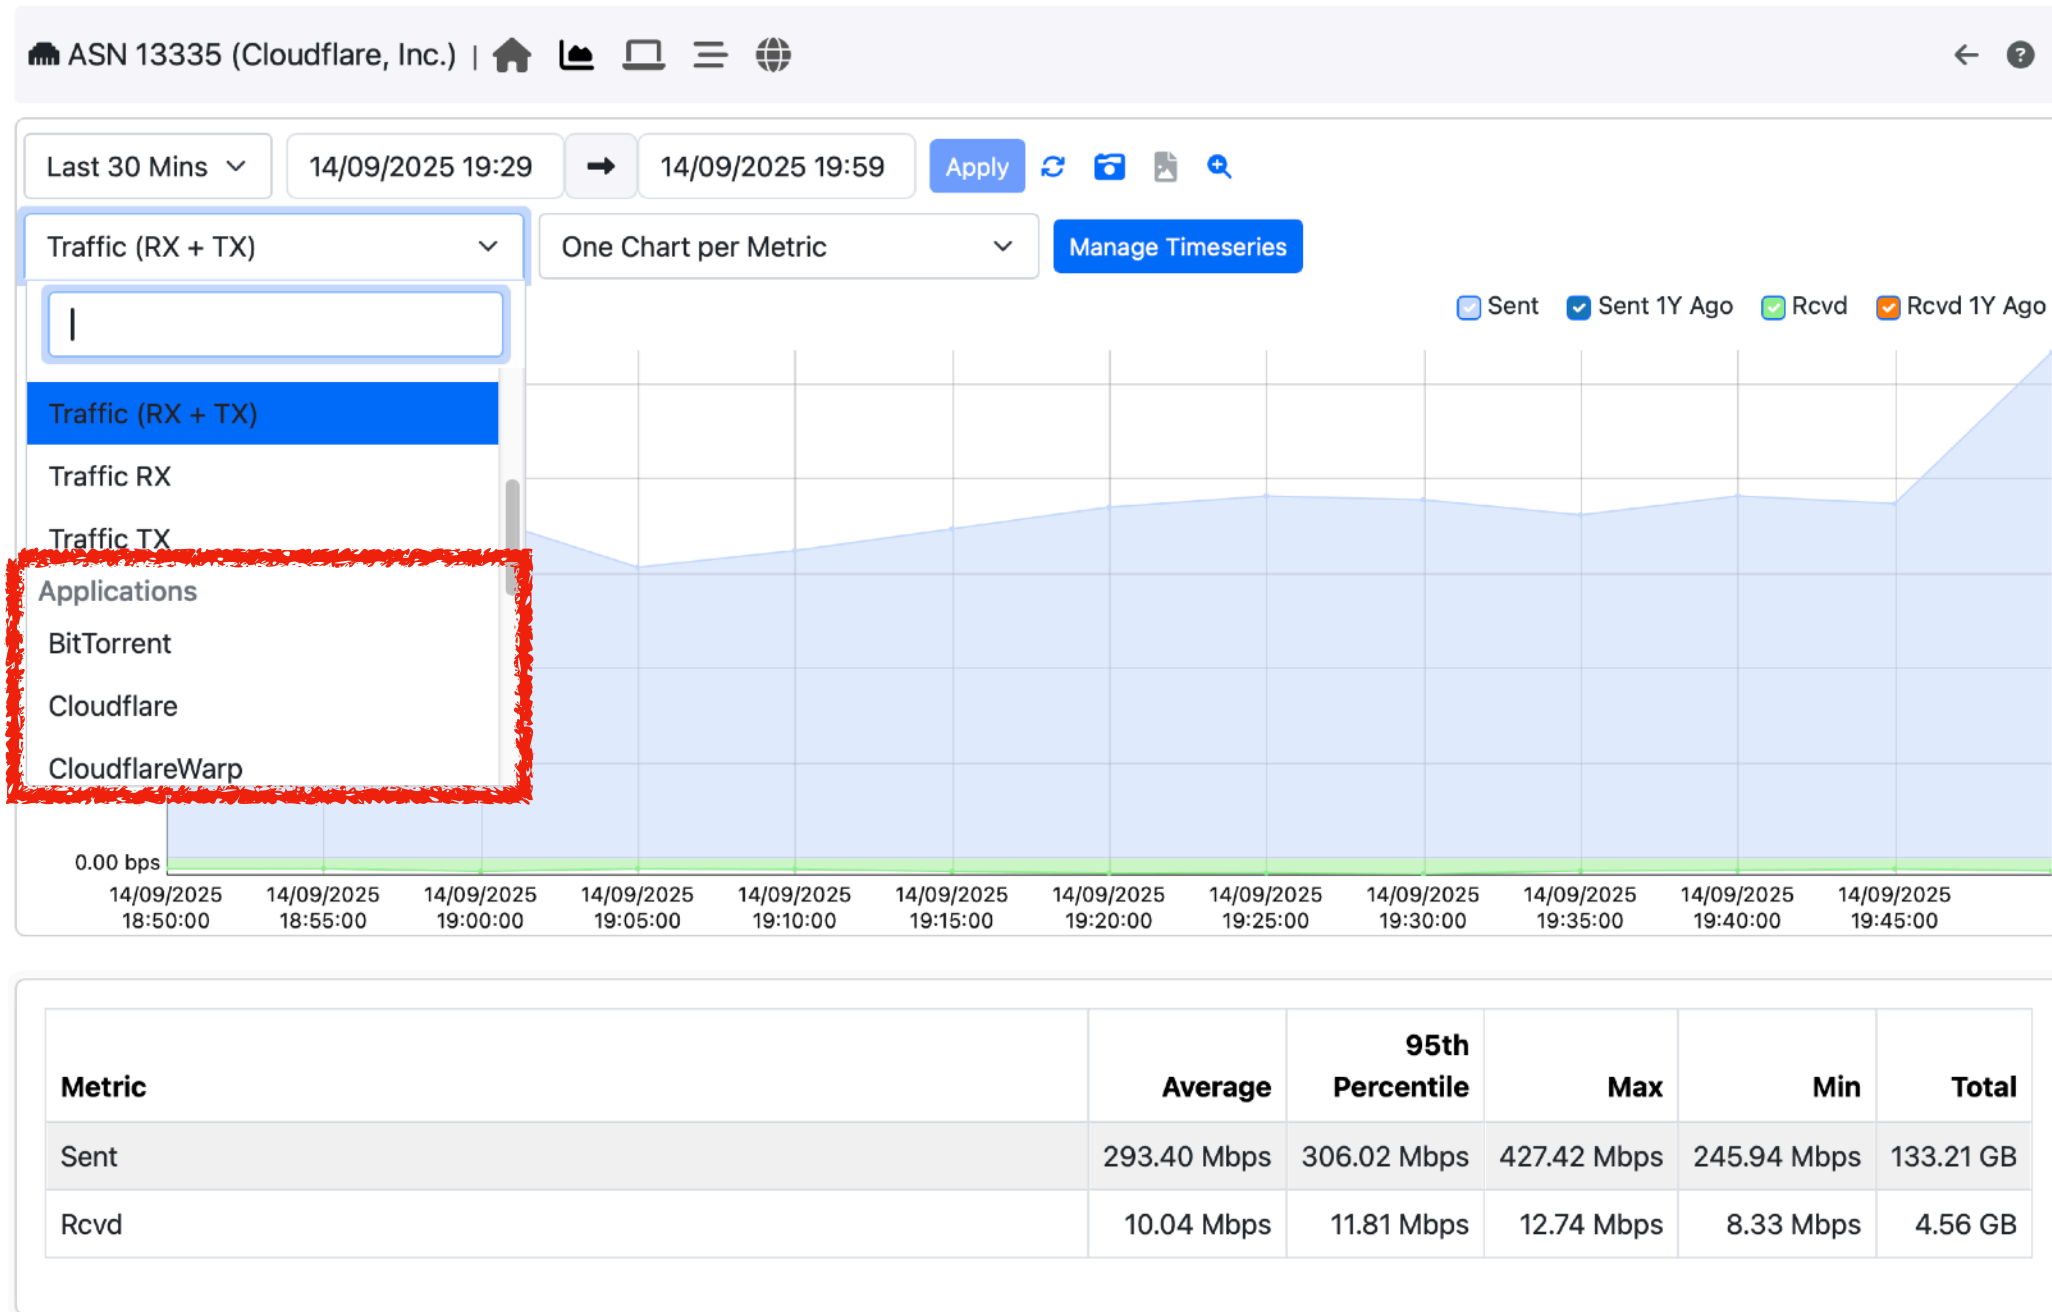 ASN 13335 (Cloudflare, Inc.) |
Last 30 Mins
14/09/2025 19:29
14/09/2025 19:59
Apply
Traffic (RX + TX)
One Chart per Metric
Manage Timeseries
Sent
Sent 1Y Ago
Rcvd
Rcvd 1Y Ago
Traffic (RX + TX)
Traffic RX
Traffic TX
Applications
BitTorrent
Cloudflare
CloudflareWarp
0.00 bps
14/09/2025 14/09/2025 14/09/2025 14/09/2025 14/09/2025 14/09/2025 14/09/2025 14/09/2025 14/09/2025 14/09/2025 14/09/2025 14/09/2025
18:50:00 18:55:00 19:00:00 19:05:00 19:10:00 19:15:00 19:20:00 19:25:00 19:30:00 19:35:00 19:40:00 19:45:00
Metric Average 95th Percentile Max Min Total
Sent 293.40 Mbps 306.02 Mbps 427.42 Mbps 245.94 Mbps 133.21 GB
Rcvd 10.04 Mbps 11.81 Mbps 12.74 Mbps 8.33 Mbps 4.56 GB